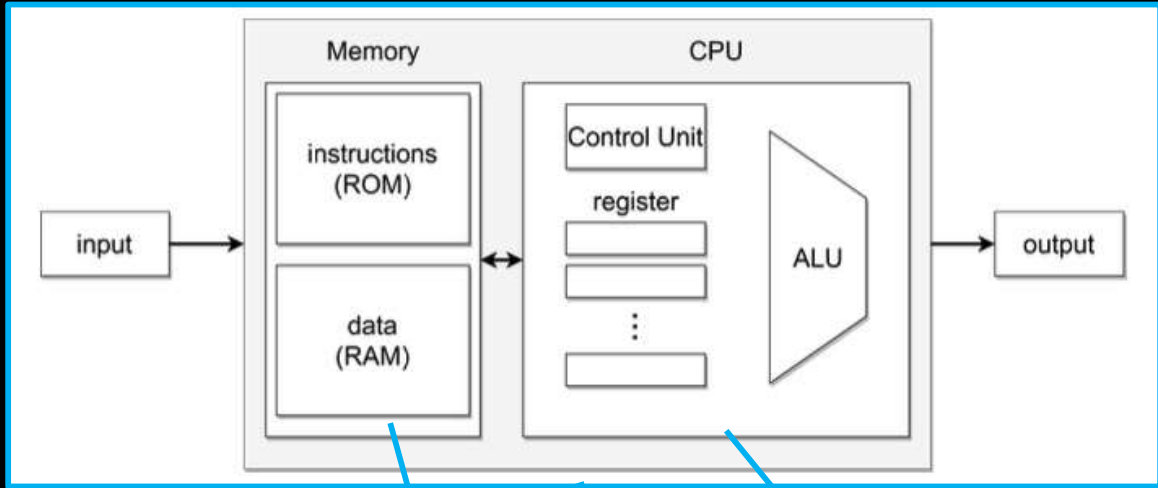 Memory
CPU
instructions
(ROM)
Control Unit
register
input
ALU
output
data
(RAM)